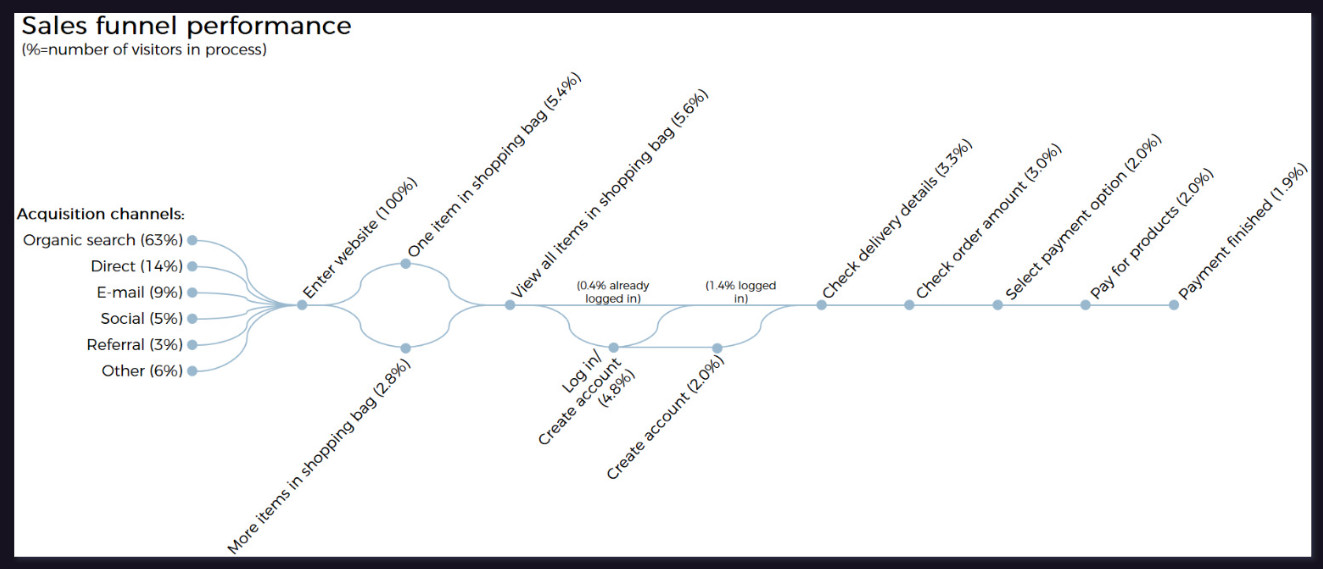 Sales funnel performance
(%=number of visitors in process)
Acquisition channels:
Organic search (63%)
Direct (14%)
E-mail (9%)
Social (5%)
Referral (3%)
Other (6%)
Enter website (100%)
One item in shopping bag (5.4%)
More items in shopping bag (2.8%)
View all items in shopping bag (5.6%)
(0.4% already
logged in)
Log in/
Create account
(4.8%)
(1.4% logged
in)
Create account (2.0%)
Check delivery details (3.3%)
Check order amount (3.0%)
Select payment option (2.0%)
Pay for products (2.0%)
Payment finished (1.9%)